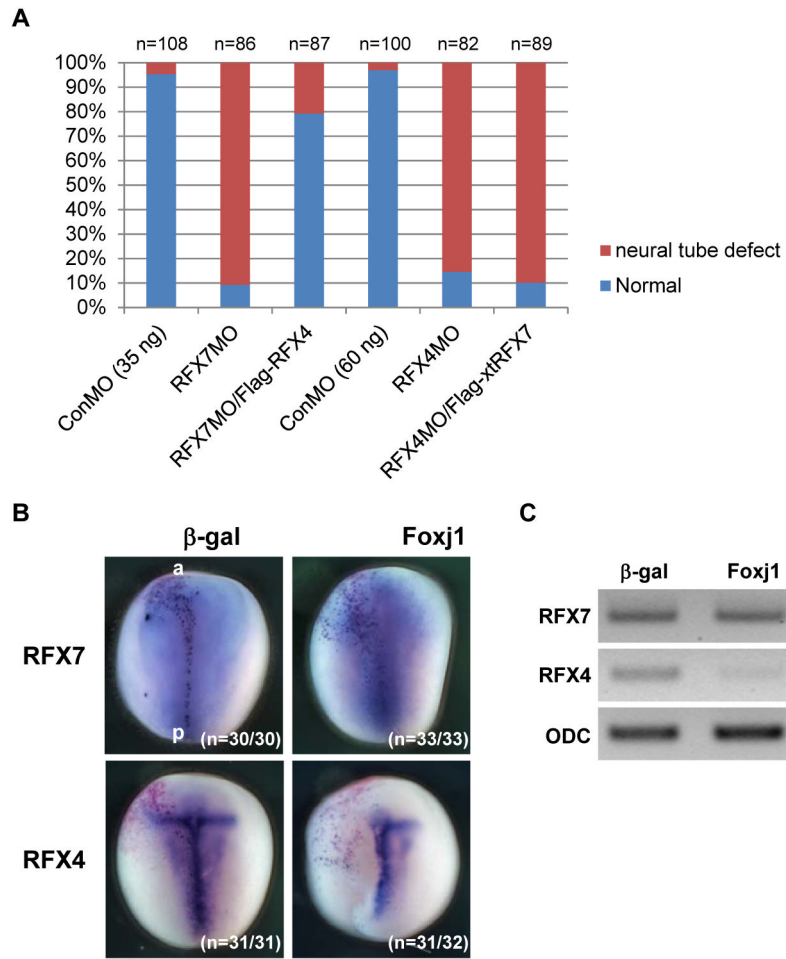 A
n=108 n=86 n=87 n=100 n=82 n=89
100%
90%
80%
70%
60%
50%
40%
30%
20%
10%
0%
neural tube defect
Normal
ConMO (35 ng)
RFX7MO
RFX7MO/Flag-RFX4
ConMO (60 ng)
RFX4MO
RFX4MO/Flag-xtRFX7
B
β-gal Foxj1
RFX7
a
p
(n=30/30) (n=33/33)
RFX4
(n=31/31) (n=31/32)
C
β-gal Foxj1
RFX7
RFX4
ODC